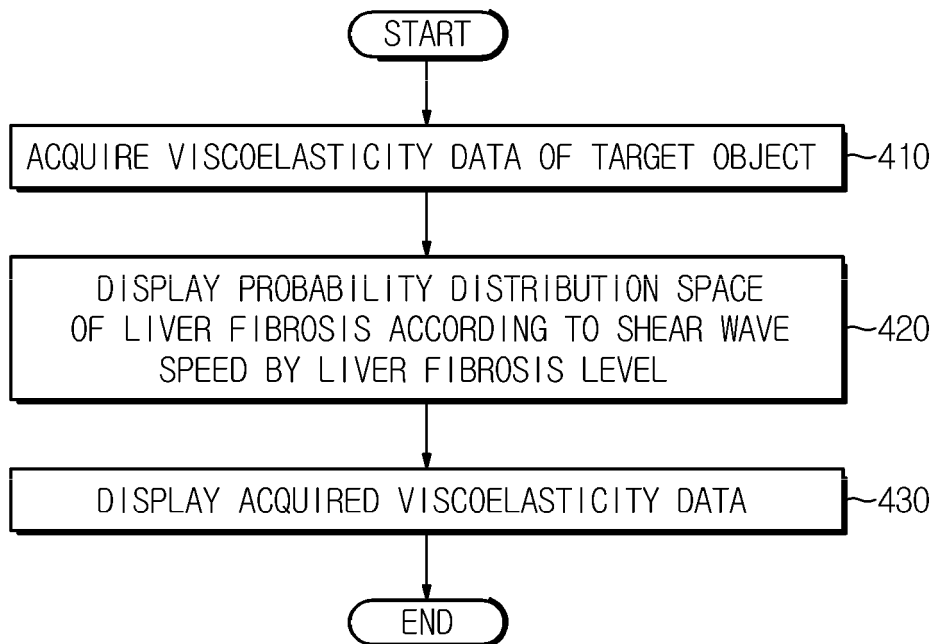 START
ACQUIRE VISCOELASTICITY DATA OF TARGET OBJECT
410
DISPLAY PROBABILITY DISTRIBUTION SPACE
OF LIVER FIBROSIS ACCORDING TO SHEAR WAVE
SPEED BY LIVER FIBROSIS LEVEL
420
DISPLAY ACQUIRED VISCOELASTICITY DATA
430
END